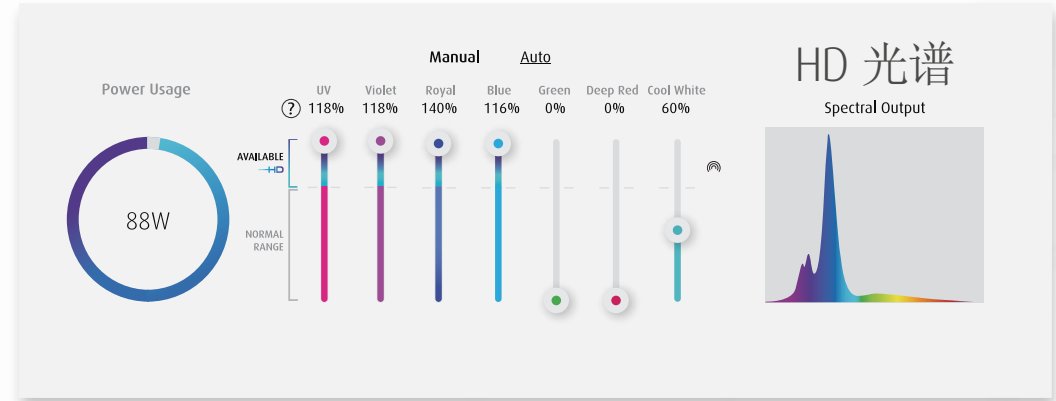 Manual Auto
HD 光谱
Power Usage
UV Violet Royal Blue Green Deep Red Cool White
Spectral Output
? 118% 118% 140% 116% 0% 0% 60%
AVAILABLE
HD
88W
NORMAL
RANGE